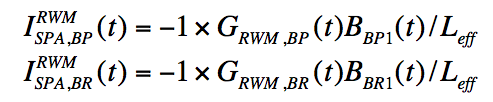 I^{RWM}_{SPA,BP}(t) = -1 × G_{RWM,BP}(t)B_{BP1}(t)/L_{eff}
I^{RWM}_{SPA,BR}(t) = -1 × G_{RWM,BR}(t)B_{BR1}(t)/L_{eff}